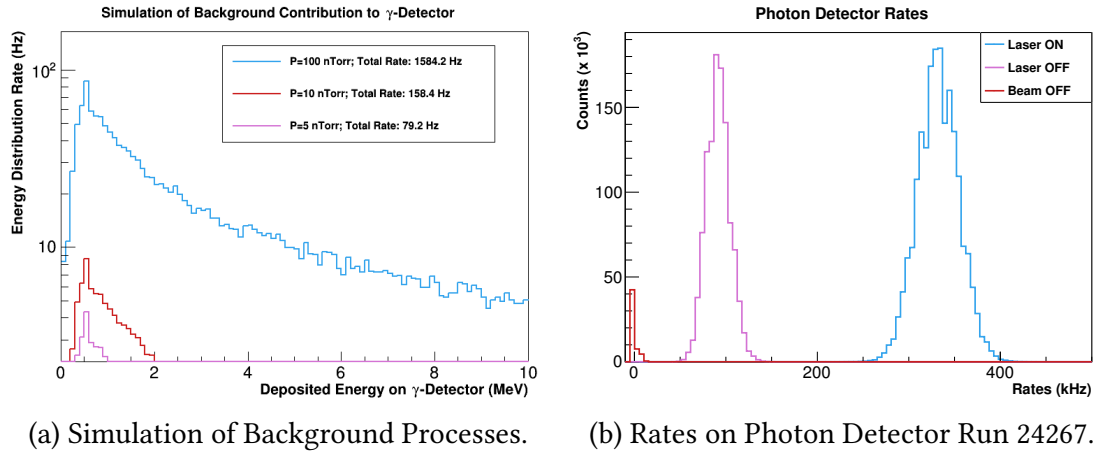 Simulation of Background Contribution to γ-Detector
Energy Distribution Rate (Hz)
10²
10
P=100 nTorr; Total Rate: 1584.2 Hz
P=10 nTorr; Total Rate: 158.4 Hz
P=5 nTorr; Total Rate: 79.2 Hz
0 2 4 6 8 10
Deposited Energy on γ-Detector (MeV)
(a) Simulation of Background Processes.
Photon Detector Rates
Counts (x 10³)
150
100
50
0
Laser ON
Laser OFF
Beam OFF
0 200 400
Rates (kHz)
(b) Rates on Photon Detector Run 24267.